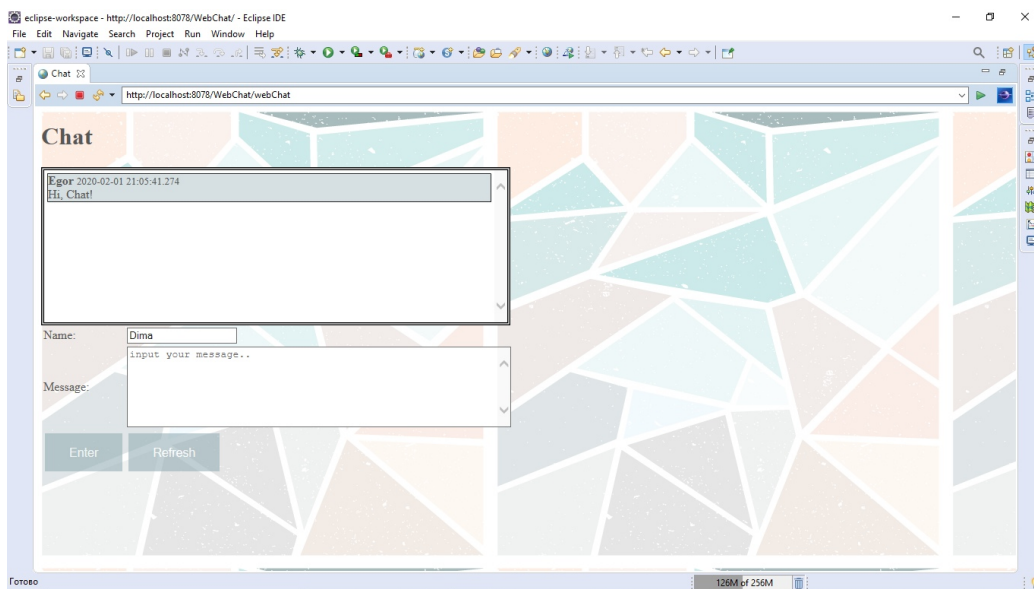 eclipse-workspace - http://localhost:8078/WebChat/ - Eclipse IDE
File Edit Navigate Search Project Run Window Help
Chat
http://localhost:8078/WebChat/webChat
Chat
Egor 2020-02-01 21:05:41.274
Hi, Chat!
Name: Dima
input your message..
Message:
Enter Refresh
Готово 126M of 256M